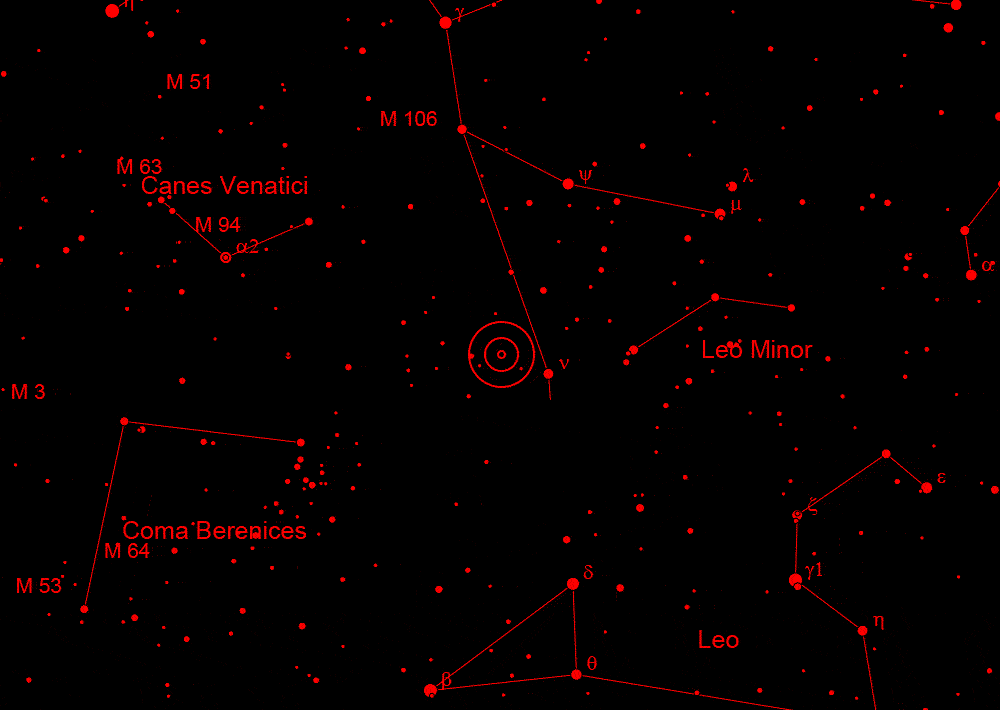 η
γ
M 51
M 106
M 63
ψ
λ
Canes Venatici
μ
M 94
α2
α
Leo Minor
ν
M 3
ε
ζ
Coma Berenices
M 64
γ1
δ
M 53
η
Leo
θ
β